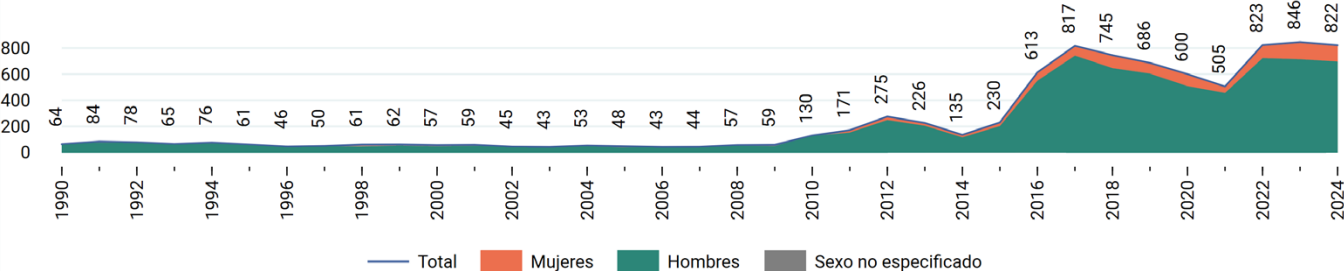 64 84 78 65 76 61 46 50 61 62 57 59 45 43 53 48 43 44 57 59 130 171 275 226 135 230 613 817 745 686 600 505 823 846 822
800
600
400
200
0
1990 1992 1994 1996 1998 2000 2002 2004 2006 2008 2010 2012 2014 2016 2018 2020 2022 2024
Total Mujeres Hombres Sexo no especificado